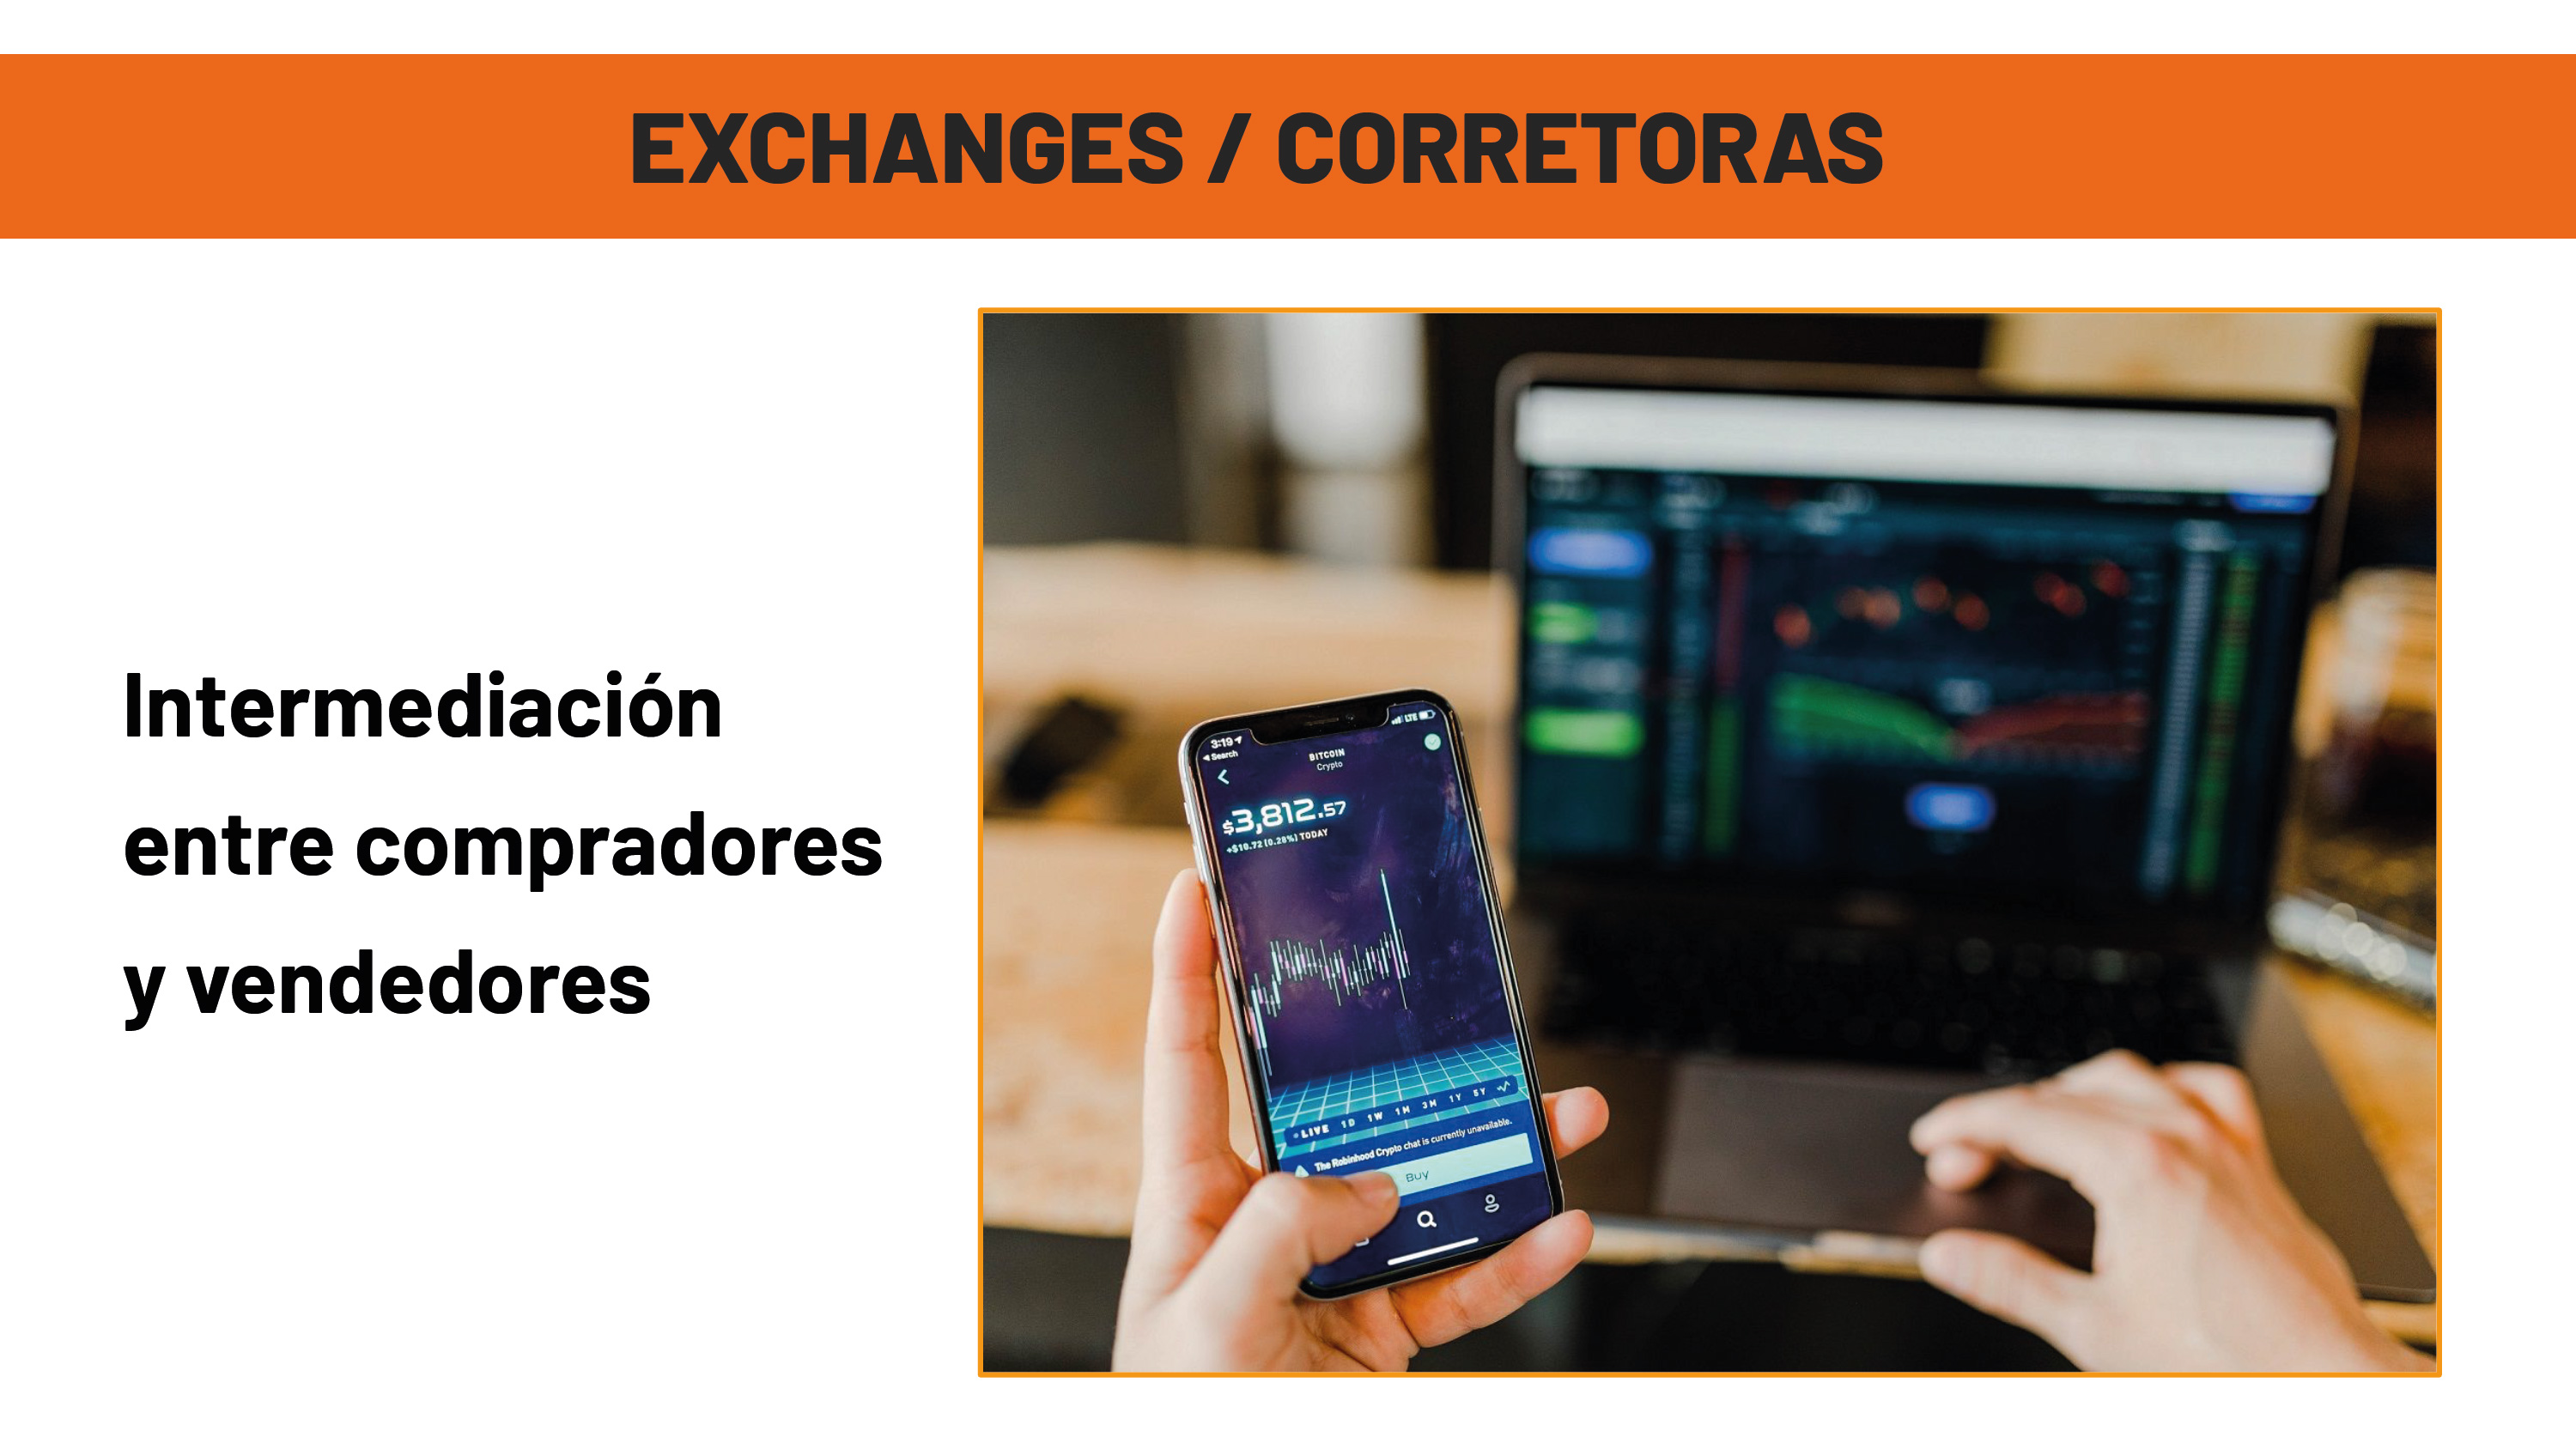 EXCHANGES / CORRETORAS
Intermediación
entre compradores
y vendedores
3:19
LTE
Search
BITCOIN
Crypto
$3,812.57
+$10.72 (0.28%) TODAY
LIVE 1D 1W 1M 3M 1Y 5Y
The Robinhood Crypto chat is currently unavailable.
Buy